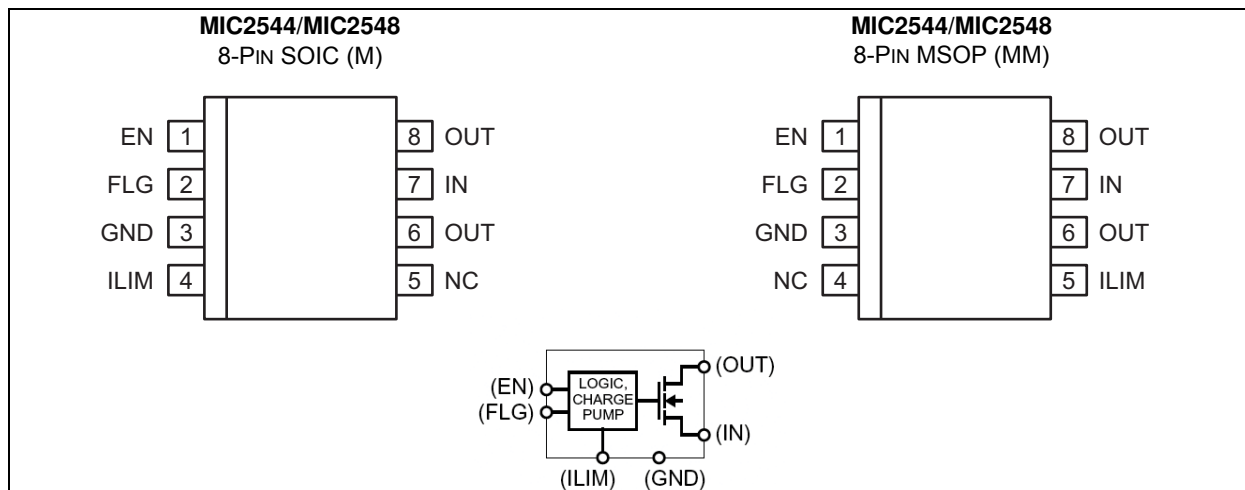 MIC2544/MIC2548
8-PIN SOIC (M)
EN 1
8 OUT
FLG 2
7 IN
GND 3
6 OUT
ILIM 4
5 NC
MIC2544/MIC2548
8-PIN MSOP (MM)
EN 1
8 OUT
FLG 2
7 IN
GND 3
6 OUT
NC 4
5 ILIM
(EN)
(FLG)
LOGIC,
CHARGE
PUMP
(OUT)
(IN)
(ILIM)
(GND)